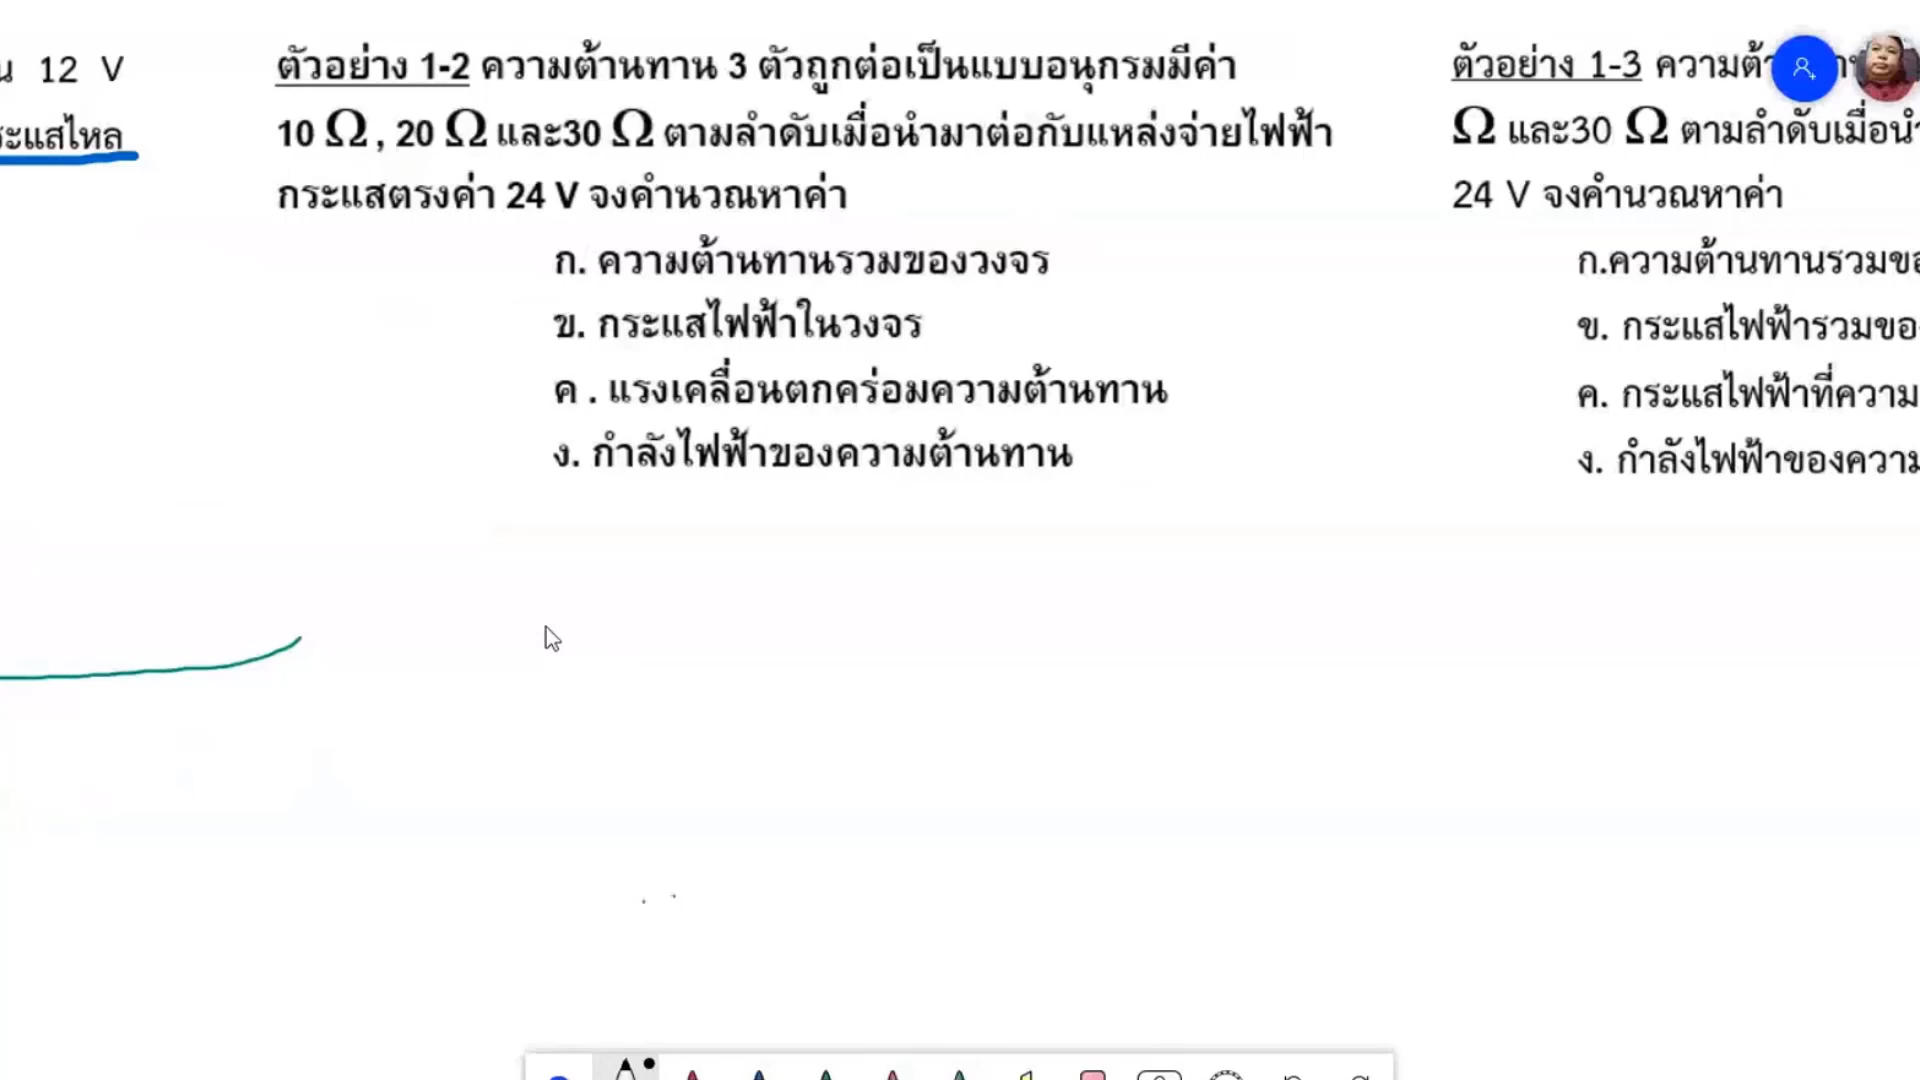 น 12 V
ระแสไหล
ตัวอย่าง 1-2 ความต้านทาน 3 ตัวถูกต่อเป็นแบบอนุกรมมีค่า
10 Ω , 20 Ω และ30 Ω ตามลำดับเมื่อนำมาต่อกับแหล่งจ่ายไฟฟ้า
กระแสตรงค่า 24 V จงคำนวณหาค่า
ก. ความต้านทานรวมของวงจร
ข. กระแสไฟฟ้าในวงจร
ค . แรงเคลื่อนตกคร่อมความต้านทาน
ง. กำลังไฟฟ้าของความต้านทาน
ตัวอย่าง 1-3 ความต้
Ω และ30 Ω ตามลำดับเมื่อนำ
24 V จงคำนวณหาค่า
ก.ความต้านทานรวมขอ
ข. กระแสไฟฟ้ารวมขอ
ค. กระแสไฟฟ้าที่ความ
ง. กำลังไฟฟ้าของความ